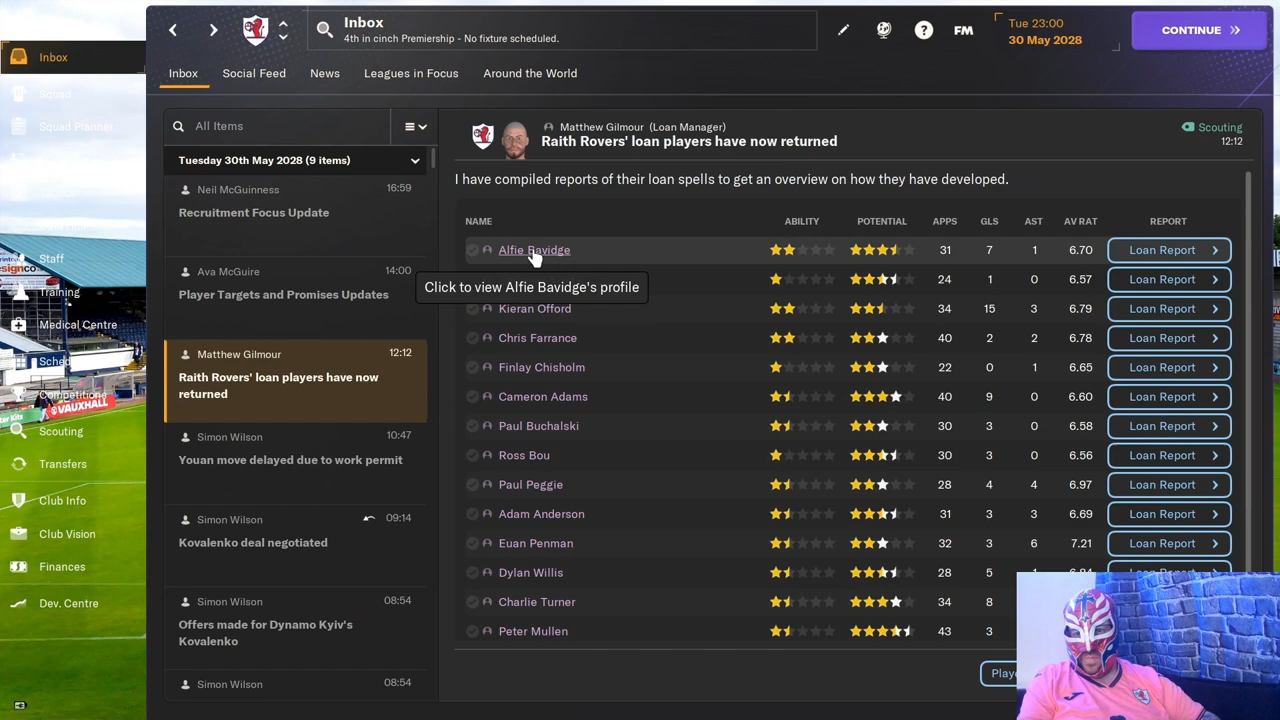 Inbox
4th in cinch Premiership - No fixture scheduled.
FM
Tue 23:00
30 May 2028
CONTINUE
Inbox
Social Feed
News
Leagues in Focus
Around the World
Inbox
Squad
Squad Planner
Staff
Training
Medical Centre
Sched
Competitions
VAUXHALL
Scouting
Transfers
Club Info
Club Vision
Finances
Dev. Centre
All Items
Tuesday 30th May 2028 (9 items)
Neil McGuinness 16:59
Recruitment Focus Update
Ava McGuire 14:00
Player Targets and Promises Updates
Matthew Gilmour 12:12
Raith Rovers' loan players have now
returned
Simon Wilson 10:47
Youan move delayed due to work permit
Simon Wilson 09:14
Kovalenko deal negotiated
Simon Wilson 08:54
Offers made for Dynamo Kyiv's
Kovalenko
Simon Wilson 08:54
Matthew Gilmour (Loan Manager)
Raith Rovers' loan players have now returned
Scouting
12:12
I have compiled reports of their loan spells to get an overview on how they have developed.
NAME ABILITY POTENTIAL APPS GLS AST AV RAT REPORT
Alfie Bavidge 31 7 1 6.70 Loan Report
Click to view Alfie Bavidge's profile
24 1 0 6.57 Loan Report
Kieran Offord 34 15 3 6.79 Loan Report
Chris Farrance 40 2 2 6.78 Loan Report
Finlay Chisholm 22 0 1 6.65 Loan Report
Cameron Adams 40 9 0 6.60 Loan Report
Paul Buchalski 30 3 0 6.58 Loan Report
Ross Bou 30 3 0 6.56 Loan Report
Paul Peggie 28 4 4 6.97 Loan Report
Adam Anderson 31 3 3 6.69 Loan Report
Euan Penman 32 3 6 7.21 Loan Report
Dylan Willis 28 5
Charlie Turner 34 8
Peter Mullen 43 3
Playe